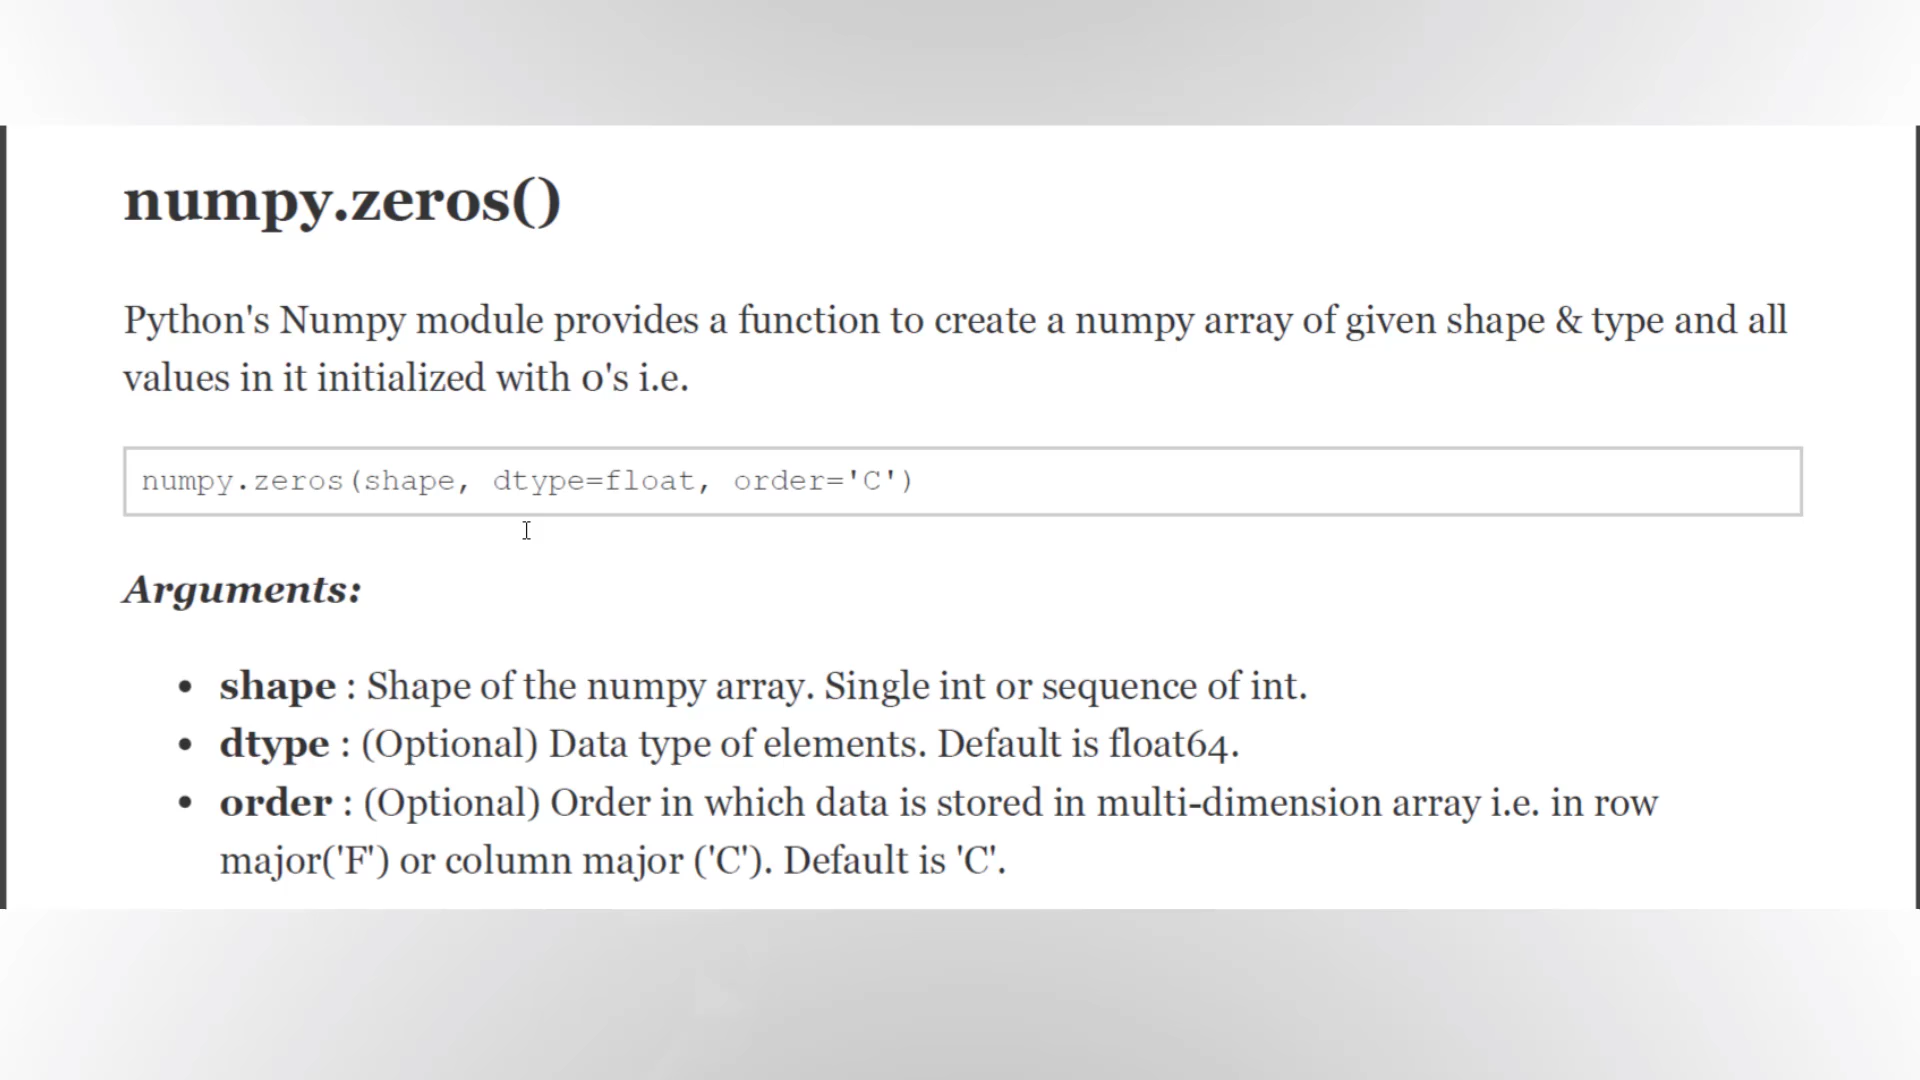 numpy.zeros()
Python's Numpy module provides a function to create a numpy array of given shape & type and all
values in it initialized with 0's i.e.
numpy.zeros(shape, dtype=float, order='C')
Arguments:
• shape : Shape of the numpy array. Single int or sequence of int.
• dtype : (Optional) Data type of elements. Default is float64.
• order : (Optional) Order in which data is stored in multi-dimension array i.e. in row
major('F') or column major ('C'). Default is 'C'.